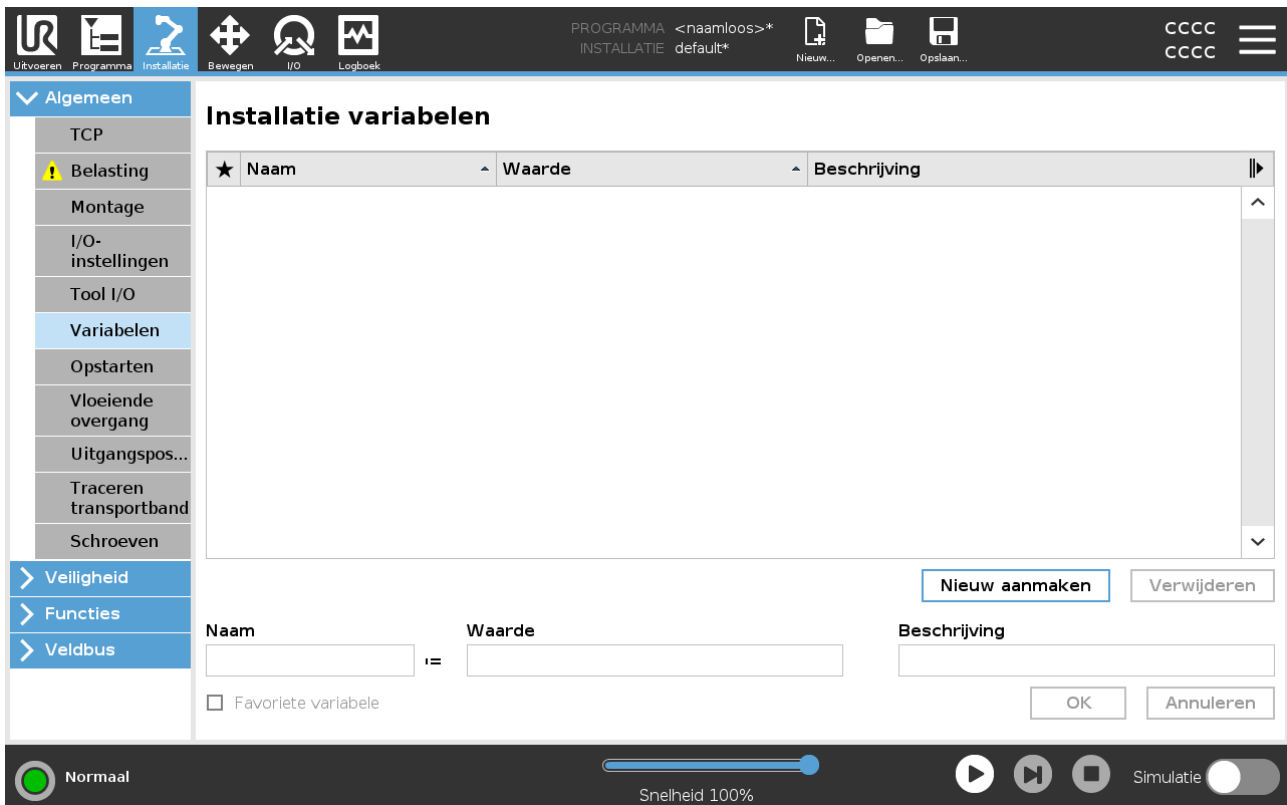 PROGRAMMA <naamloos>*
INSTALLATIE default*
CCCC
CCCC
Uitvoeren Programma Installatie Bewegen I/O Logboek Nieuw... Openen... Opslaan...
Algemeen
TCP
Belasting
Montage
I/O-
instellingen
Tool I/O
Variabelen
Opstarten
Vloeiende
overgang
Uitgangspos...
Traceren
transportband
Schroeven
Veiligheid
Functies
Veldbus
Installatie variabelen
★ Naam Waarde Beschrijving
Nieuw aanmaken Verwijderen
Naam Waarde Beschrijving
:=
Favoriete variabele OK Annuleren
Normaal
Snelheid 100%
Simulatie